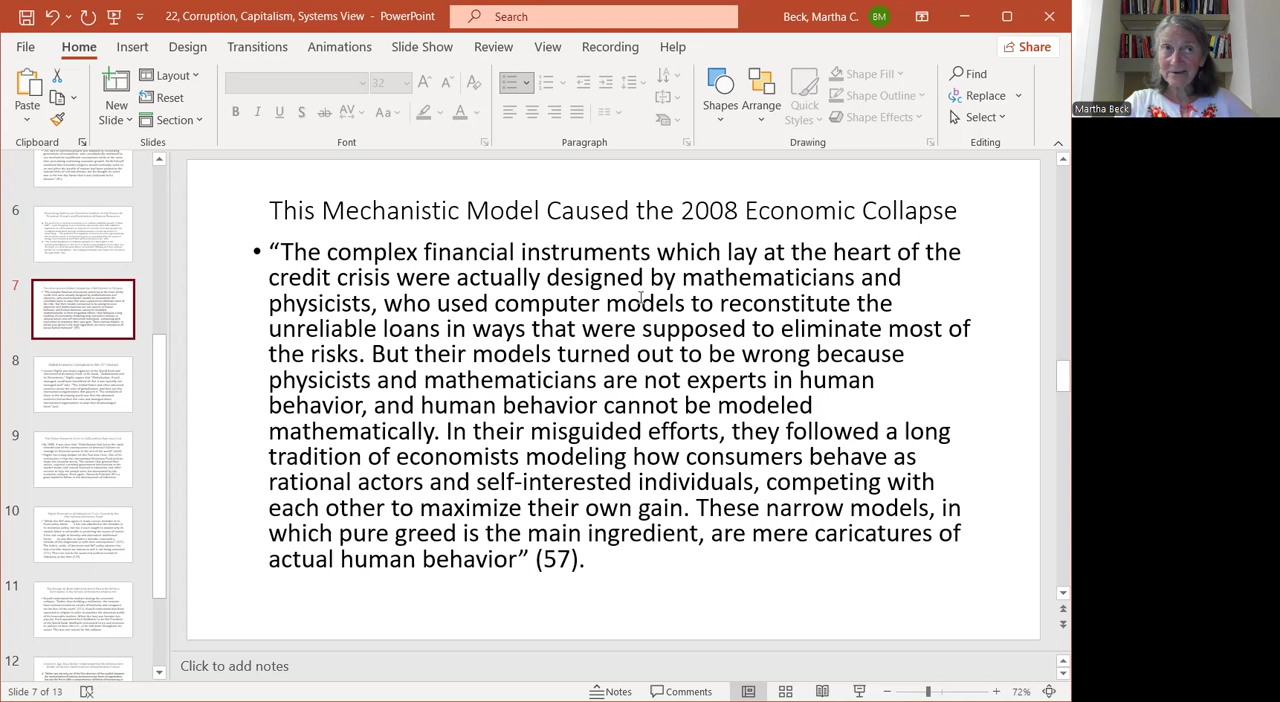 22, Corruption, Capitalism, Systems View - PowerPoint
Search
Beck, Martha C.
BM
File
Home
Insert
Design
Transitions
Animations
Slide Show
Review
View
Recording
Help
Share
Paste
Clipboard
New
Slide
Layout
Reset
Section
Slides
32
B
I
U
S
ab
AV
Aa
A
Font
Paragraph
Shapes
Arrange
Quick
Styles
Shape Fill
Shape Outline
Shape Effects
Drawing
Find
Replace
Select
Editing
Martha Beck
6
7
8
9
10
11
12
This Mechanistic Model Caused the 2008 Economic Collapse
• “The complex financial instruments which lay at the heart of the
credit crisis were actually designed by mathematicians and
physicists, who used computer models to reconstitute the
unreliable loans in ways that were supposed to eliminate most of
the risks. But their models turned out to be wrong because
physicists and mathematicians are not experts in human
behavior, and human behavior cannot be modeled
mathematically. In their misguided efforts, they followed a long
tradition of economists modeling how consumers behave as
rational actors and self-interested individuals, competing with
each other to maximize their own gain. These narrow models, in
which pure greed is the main ingredient, are mere caricatures of
actual human behavior” (57).
Click to add notes
Slide 7 of 13
Notes
Comments
72%